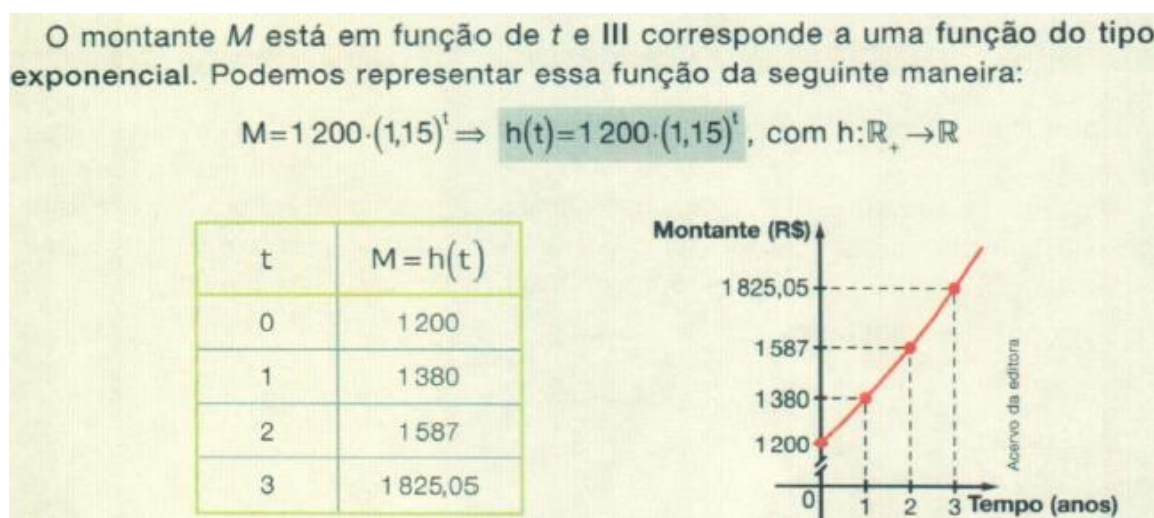 O montante M está em função de t e III corresponde a uma função do tipo
exponencial. Podemos representar essa função da seguinte maneira:
M=1 200·(1,15)^t ⇒ h(t)=1 200·(1,15)^t, com h:ℝ₊→ℝ
t M=h(t)
0 1 200
1 1 380
2 1 587
3 1 825,05
Montante (R$)
1 825,05
1 587
1 380
1 200
0 1 2 3 Tempo (anos)
Acervo da editora